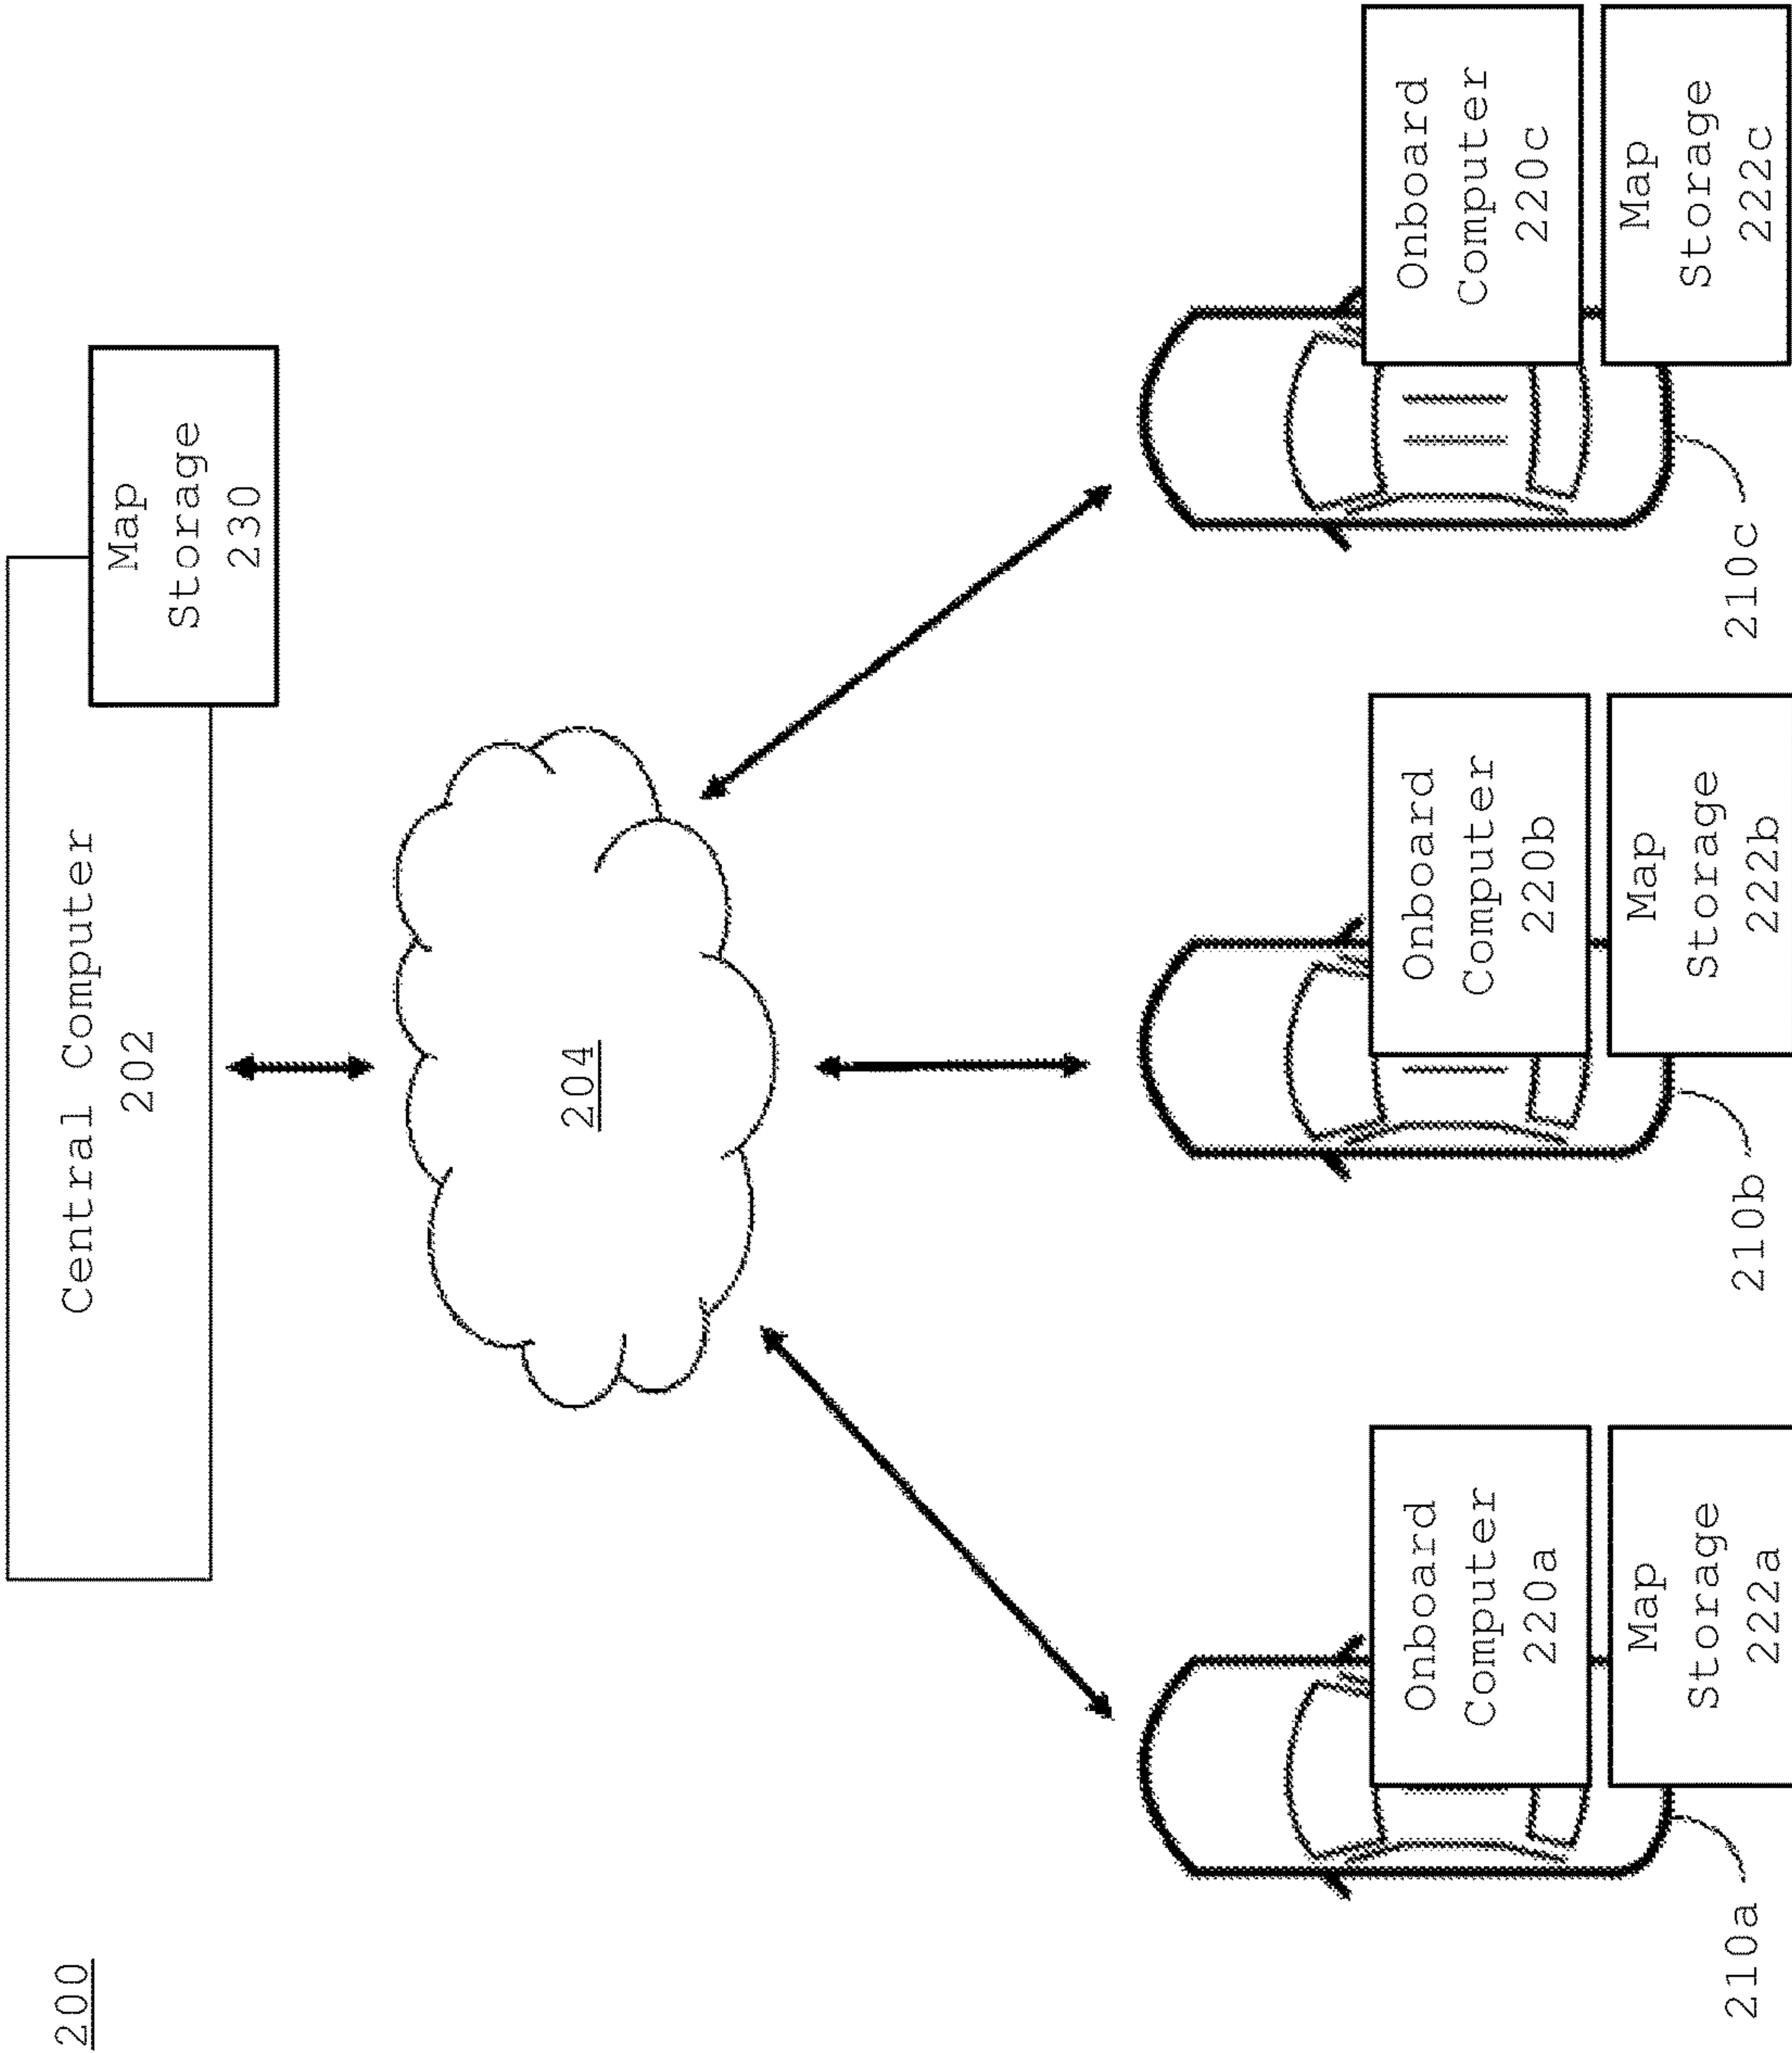 200
Central Computer
202
Map
Storage
230
204
Onboard
Computer
220a
Map
Storage
222a
210a
Onboard
Computer
220b
Map
Storage
222b
210b
Onboard
Computer
220c
Map
Storage
222c
210c